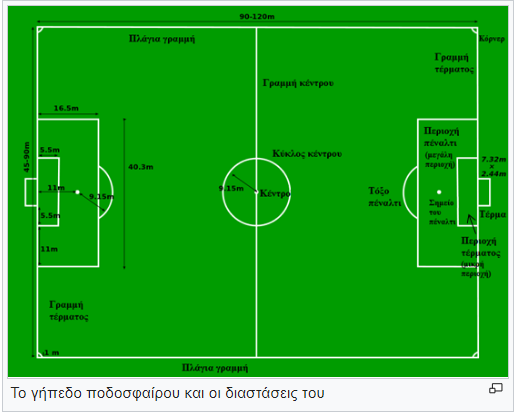 90-120m
Πλάγια γραμμή
Κόρνερ
Γραμμή
τέρματος
Γραμμή κέντρου
16.5m
45-90m
40.3m
Περιοχή
πέναλτι
(μεγάλη
περιοχή)
5.5m
Κύκλος κέντρου
7.32m
×
2.44m
11m
9.15m
9.15m
Κέντρο
Τόξο
πέναλτι
Σημείο
του
πέναλτι
5.5m
Τέρμα
11m
Περιοχή
τέρματος
(μικρή
περιοχή)
Γραμμή
τέρματος
1 m
Πλάγια γραμμή
Το γήπεδο ποδοσφαίρου και οι διαστάσεις του